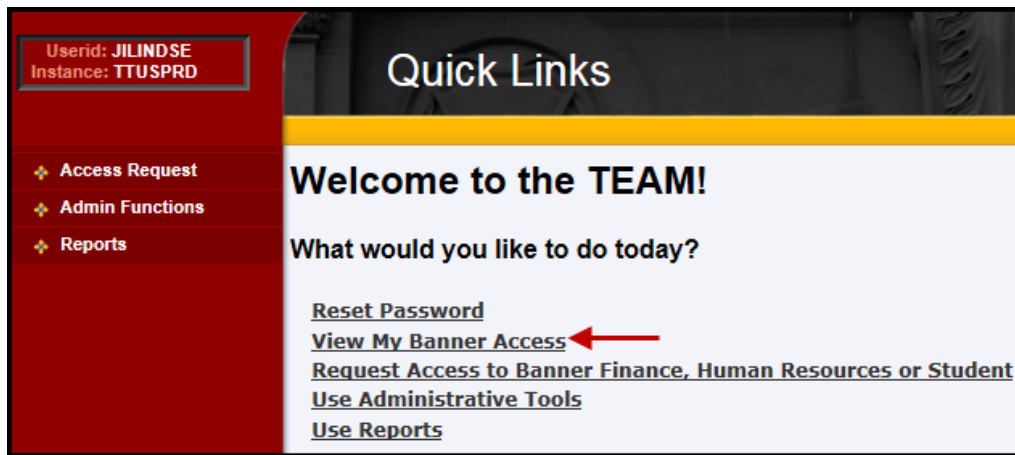 Userid: JILINDSE
Instance: TTUSPRD
Quick Links
Access Request
Admin Functions
Reports
Welcome to the TEAM!
What would you like to do today?
Reset Password
View My Banner Access
Request Access to Banner Finance, Human Resources or Student
Use Administrative Tools
Use Reports